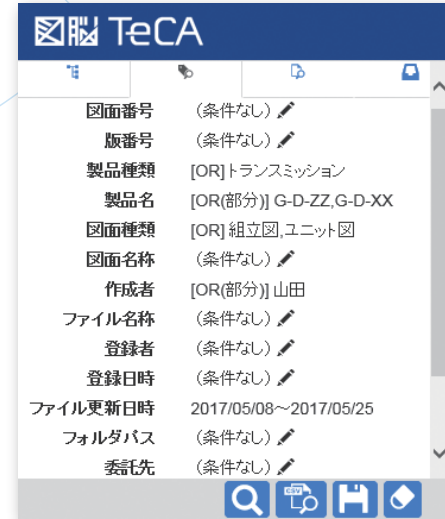 図脳 TeCA
図面番号 (条件なし)
版番号 (条件なし)
製品種類 [OR]トランスミッション
製品名 [OR(部分)] G-D-ZZ,G-D-XX
図面種類 [OR] 組立図,ユニット図
図面名称 (条件なし)
作成者 [OR(部分)] 山田
ファイル名称 (条件なし)
登録者 (条件なし)
登録日時 (条件なし)
ファイル更新日時 2017/05/08～2017/05/25
フォルダパス (条件なし)
委託先 (条件なし)
CSV